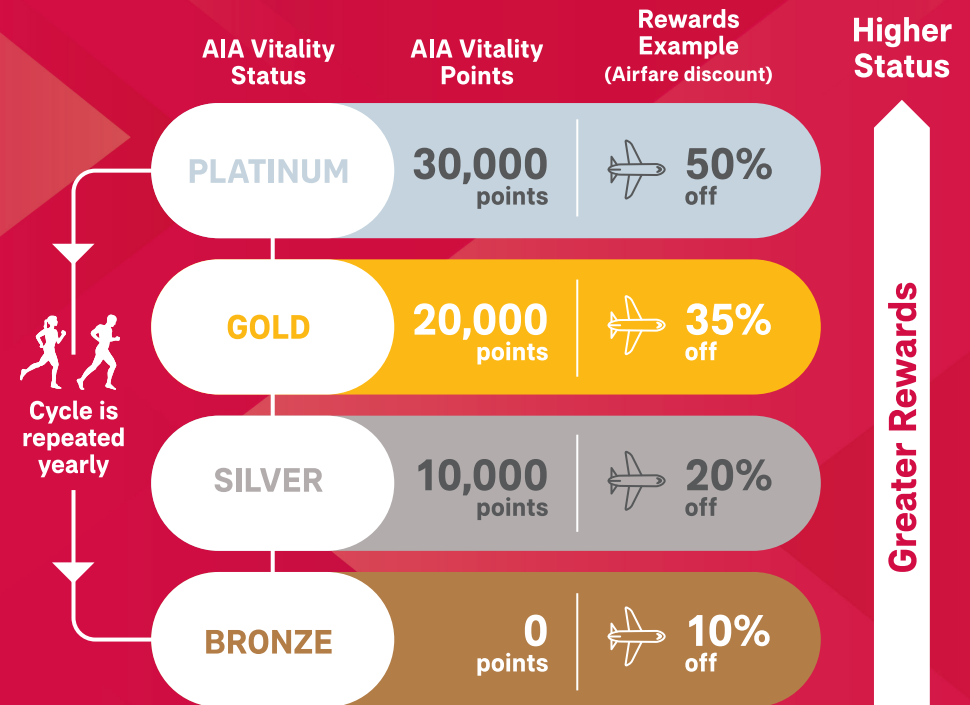 AIA Vitality
Status
AIA Vitality
Points
Rewards
Example
(Airfare discount)
Higher
Status
PLATINUM
30,000
points
50%
off
GOLD
20,000
points
35%
off
Cycle is
repeated
yearly
SILVER
10,000
points
20%
off
BRONZE
0
points
10%
off
Greater Rewards